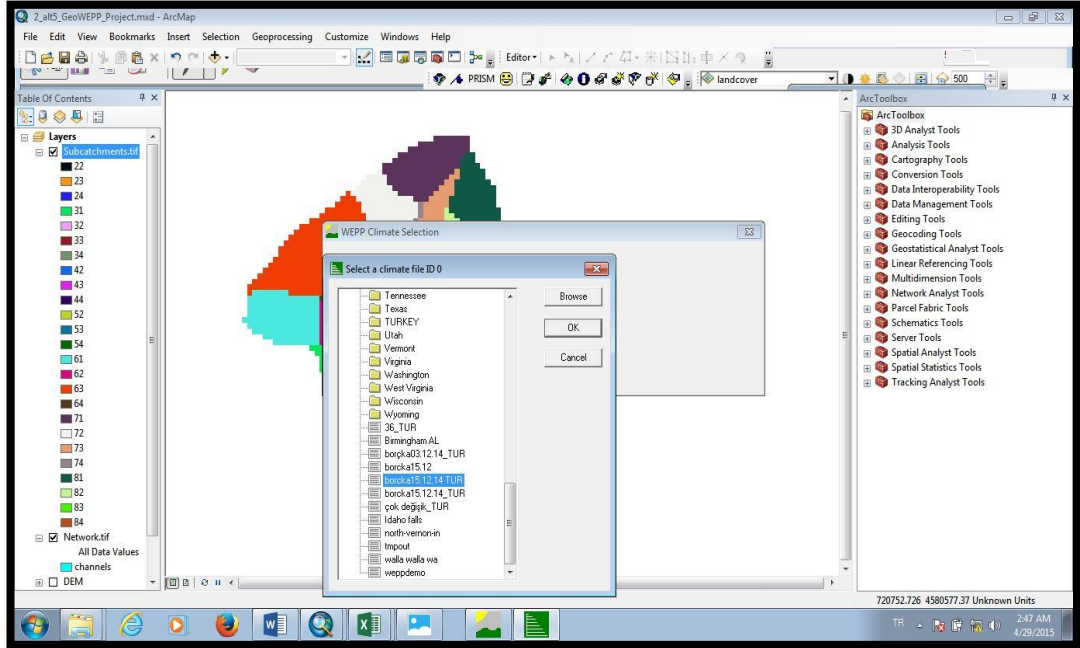 2_alt5_GeoWEPP_Project.mxd - ArcMap
File Edit View Bookmarks Insert Selection Geoprocessing Customize Windows Help
Editor
PRISM landcover 500
Table Of Contents
Layers
Subcatchments.tif
22
23
24
31
32
33
34
42
43
44
52
53
54
61
62
63
64
71
72
73
74
81
82
83
84
Network.tif
All Data Values
channels
DEM
WEPP Climate Selection
Select a climate file ID 0
Tennessee
Texas
TURKEY
Utah
Vermont
Virginia
Washington
West Virginia
Wisconsin
Wyoming
36_TUR
Birmingham AL
borçka03.12.14_TUR
borcka15.12
borcka15.12.14 TUR
borcka15.12.14_TUR
çok değişik_TUR
Idaho falls
north-vernon-in
tmpout
walla walla wa
weppdemo
Browse
OK
Cancel
ArcToolbox
ArcToolbox
3D Analyst Tools
Analysis Tools
Cartography Tools
Conversion Tools
Data Interoperability Tools
Data Management Tools
Editing Tools
Geocoding Tools
Geostatistical Analyst Tools
Linear Referencing Tools
Multidimension Tools
Network Analyst Tools
Parcel Fabric Tools
Schematics Tools
Server Tools
Spatial Analyst Tools
Spatial Statistics Tools
Tracking Analyst Tools
720752.726 4580577.37 Unknown Units
TR
2:47 AM
4/29/2015